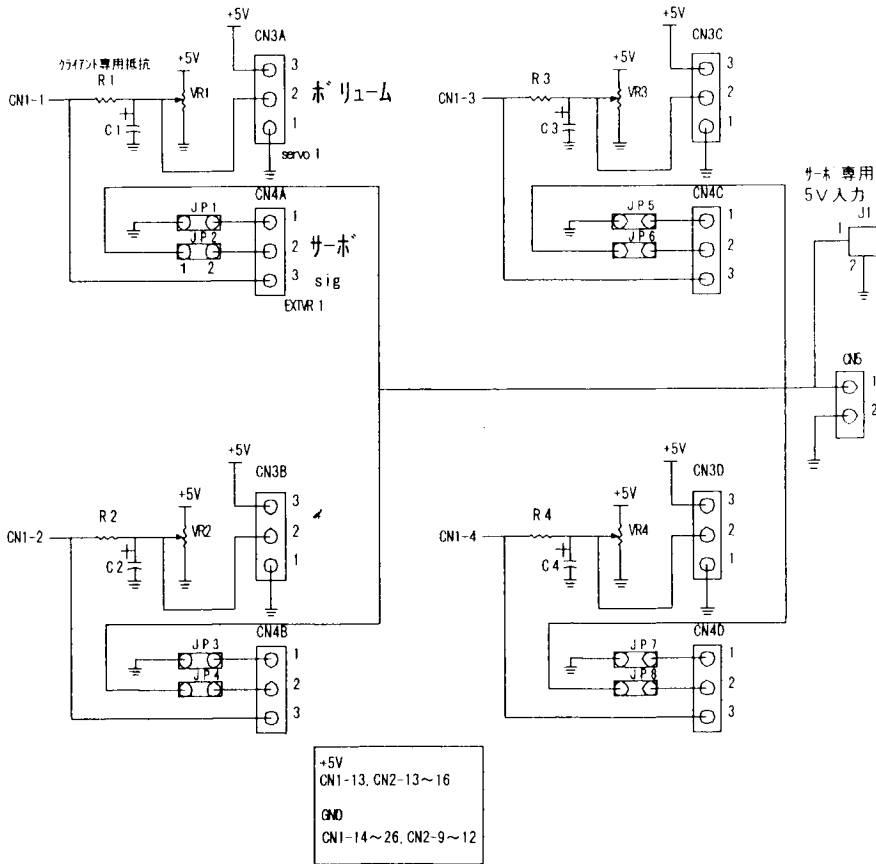 +5V
CN3A
+5V
クライアント専用抵抗
R1
CN1-1
VR1
C1
3
2
1
ボリューム
servo 1
CN4A
JP1
JP2
1 2
1
2
3
サーボ
sig
EXTVR 1
+5V
CN3C
+5V
R3
CN1-3
VR3
C3
3
2
1
CN4C
JP5
JP6
1
2
3
サーボ 専用
5V入力
J1
1
2
CN5
1
2
+5V
CN3B
+5V
R2
CN1-2
VR2
C2
3
2
1
CN4B
JP3
JP4
1
2
3
+5V
CN3D
+5V
R4
CN1-4
VR4
C4
3
2
1
CN4D
JP7
JP8
1
2
3
+5V
CN1-13, CN2-13～16
GND
CN1-14～26, CN2-9～12